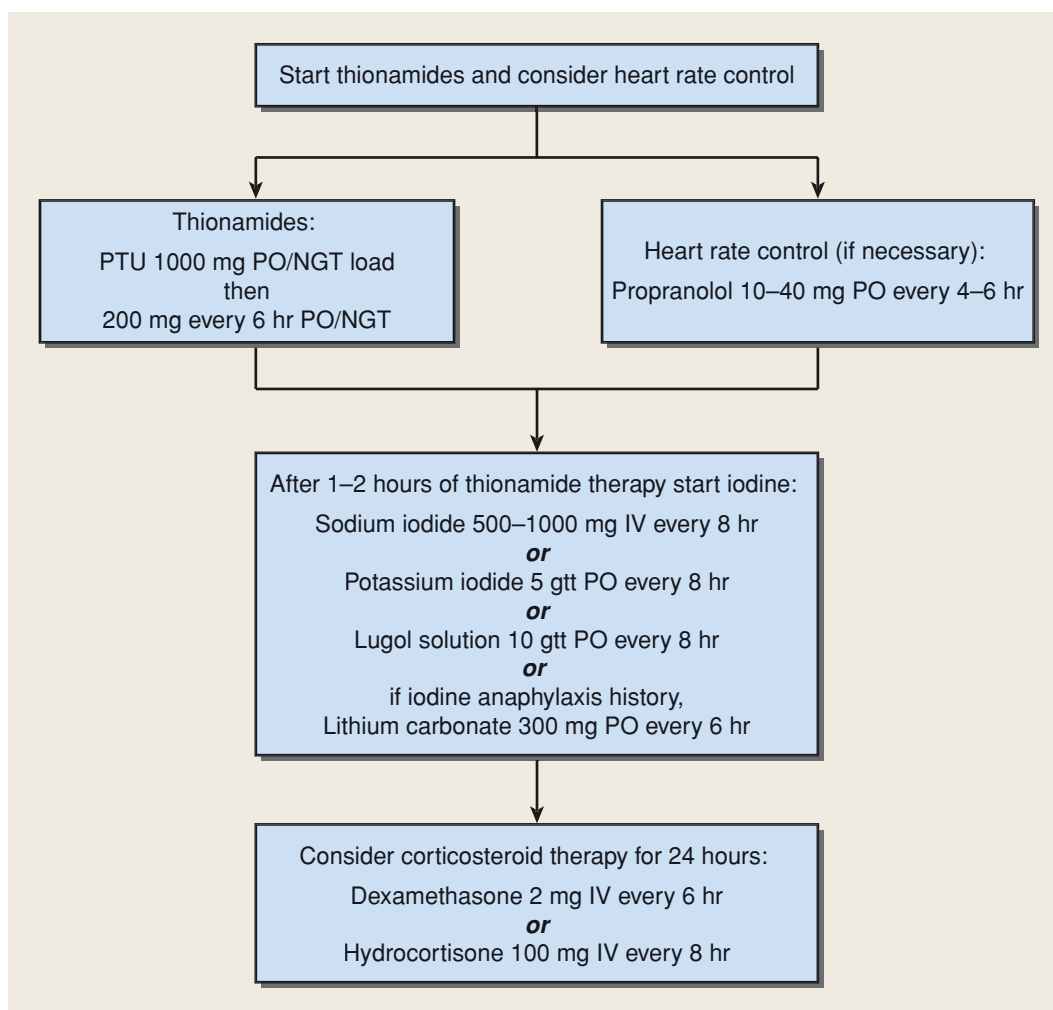 Start thionamides and consider heart rate control
Thionamides:
PTU 1000 mg PO/NGT load
then
200 mg every 6 hr PO/NGT
Heart rate control (if necessary):
Propranolol 10–40 mg PO every 4–6 hr
After 1–2 hours of thionamide therapy start iodine:
Sodium iodide 500–1000 mg IV every 8 hr
or
Potassium iodide 5 gtt PO every 8 hr
or
Lugol solution 10 gtt PO every 8 hr
or
if iodine anaphylaxis history,
Lithium carbonate 300 mg PO every 6 hr
Consider corticosteroid therapy for 24 hours:
Dexamethasone 2 mg IV every 6 hr
or
Hydrocortisone 100 mg IV every 8 hr